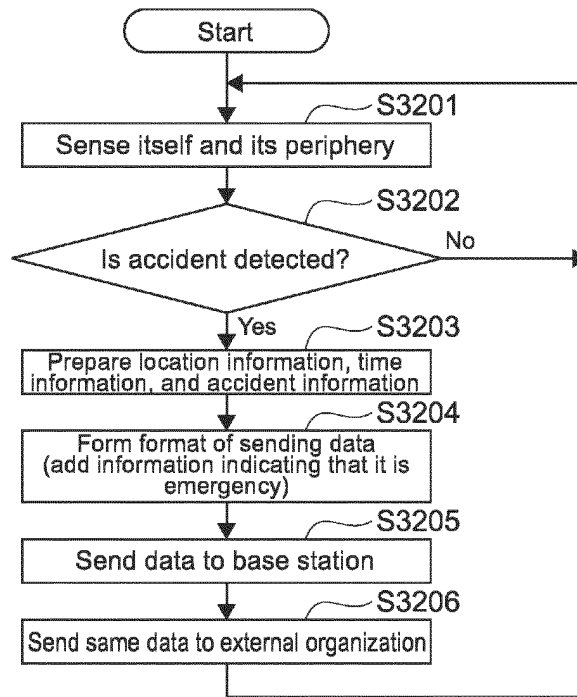 Start
S3201
Sense itself and its periphery
S3202
Is accident detected?
No
Yes
S3203
Prepare location information, time
information, and accident information
S3204
Form format of sending data
(add information indicating that it is
emergency)
S3205
Send data to base station
S3206
Send same data to external organization